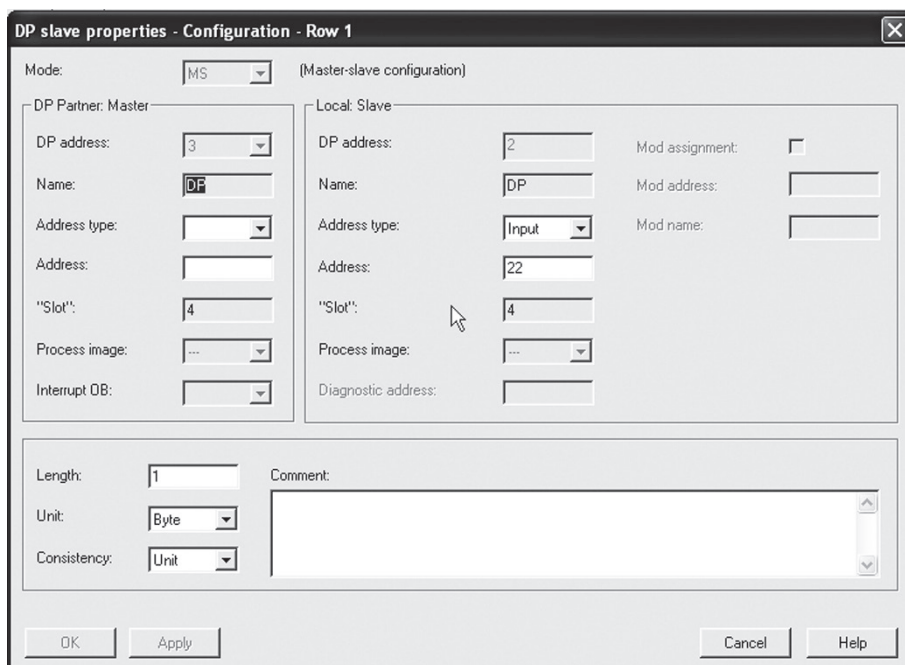 DP slave properties - Configuration - Row 1
Mode: MS (Master-slave configuration)
DP Partner: Master
DP address: 3
Name: DP
Address type:
Address:
"Slot": 4
Process image: ---
Interrupt OB:
Local: Slave
DP address: 2
Name: DP
Address type: Input
Address: 22
"Slot": 4
Process image: ---
Diagnostic address:
Mod assignment:
Mod address:
Mod name:
Length: 1
Unit: Byte
Consistency: Unit
Comment:
OK Apply Cancel Help